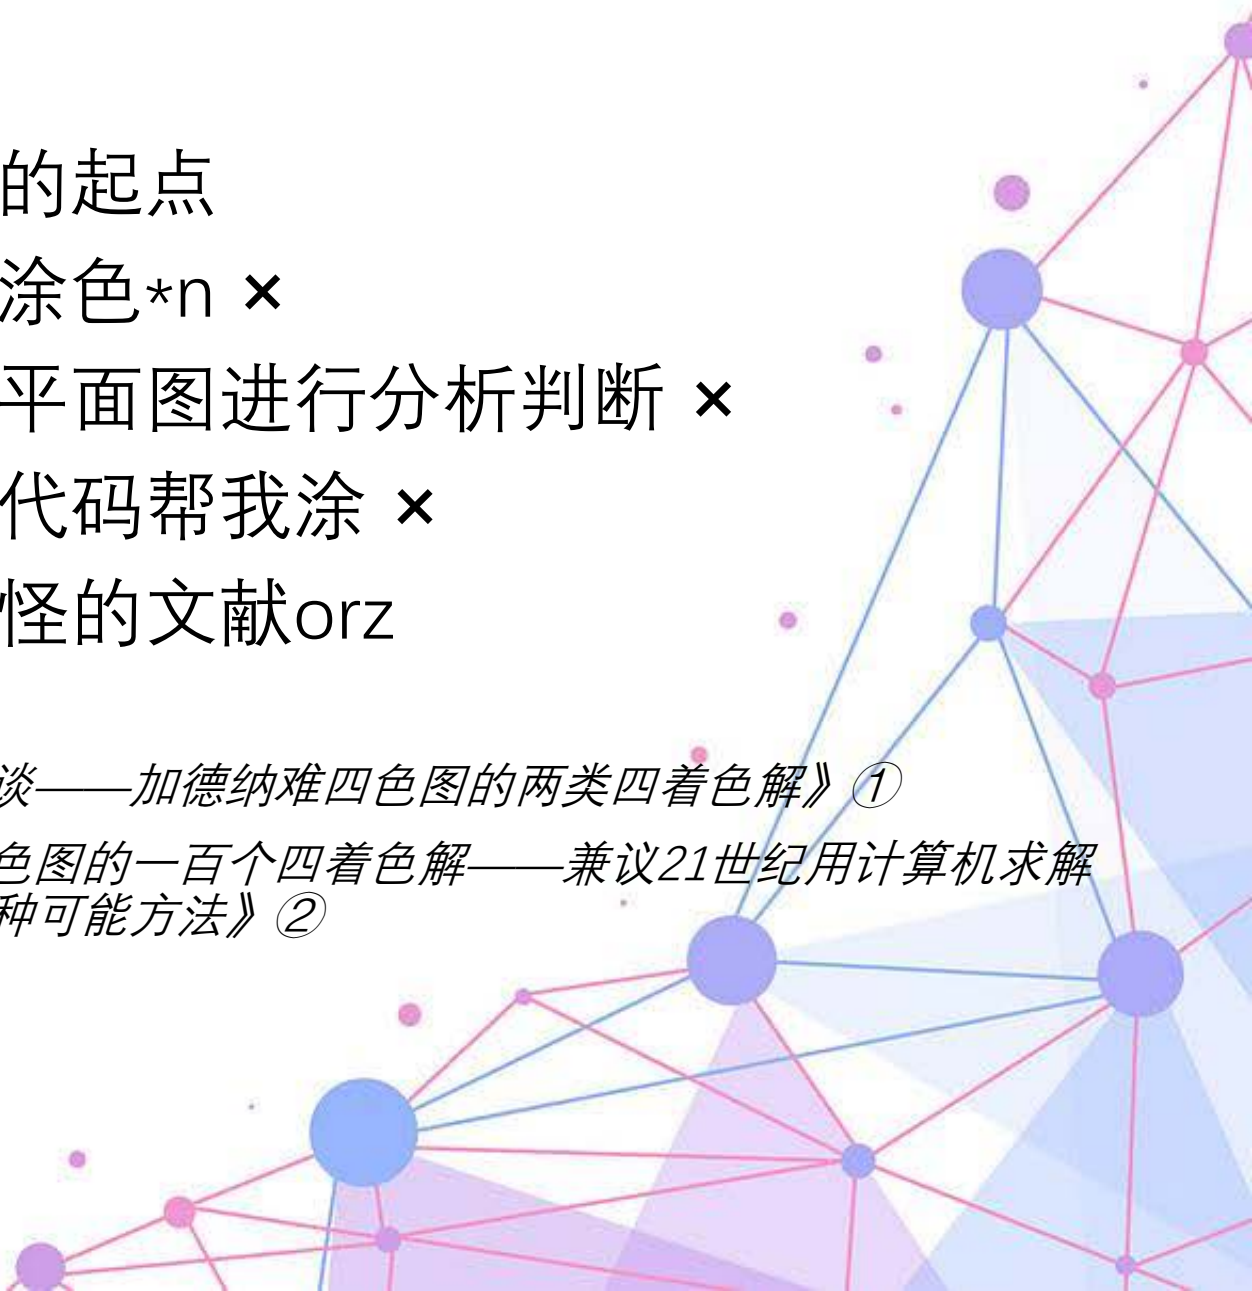 的起点
涂色*n ×
平面图进行分析判断 ×
代码帮我涂 ×
怪的文献orz
谈——加德纳难四色图的两类四着色解》①
色图的一百个四着色解——兼议21世纪用计算机求解
种可能方法》②